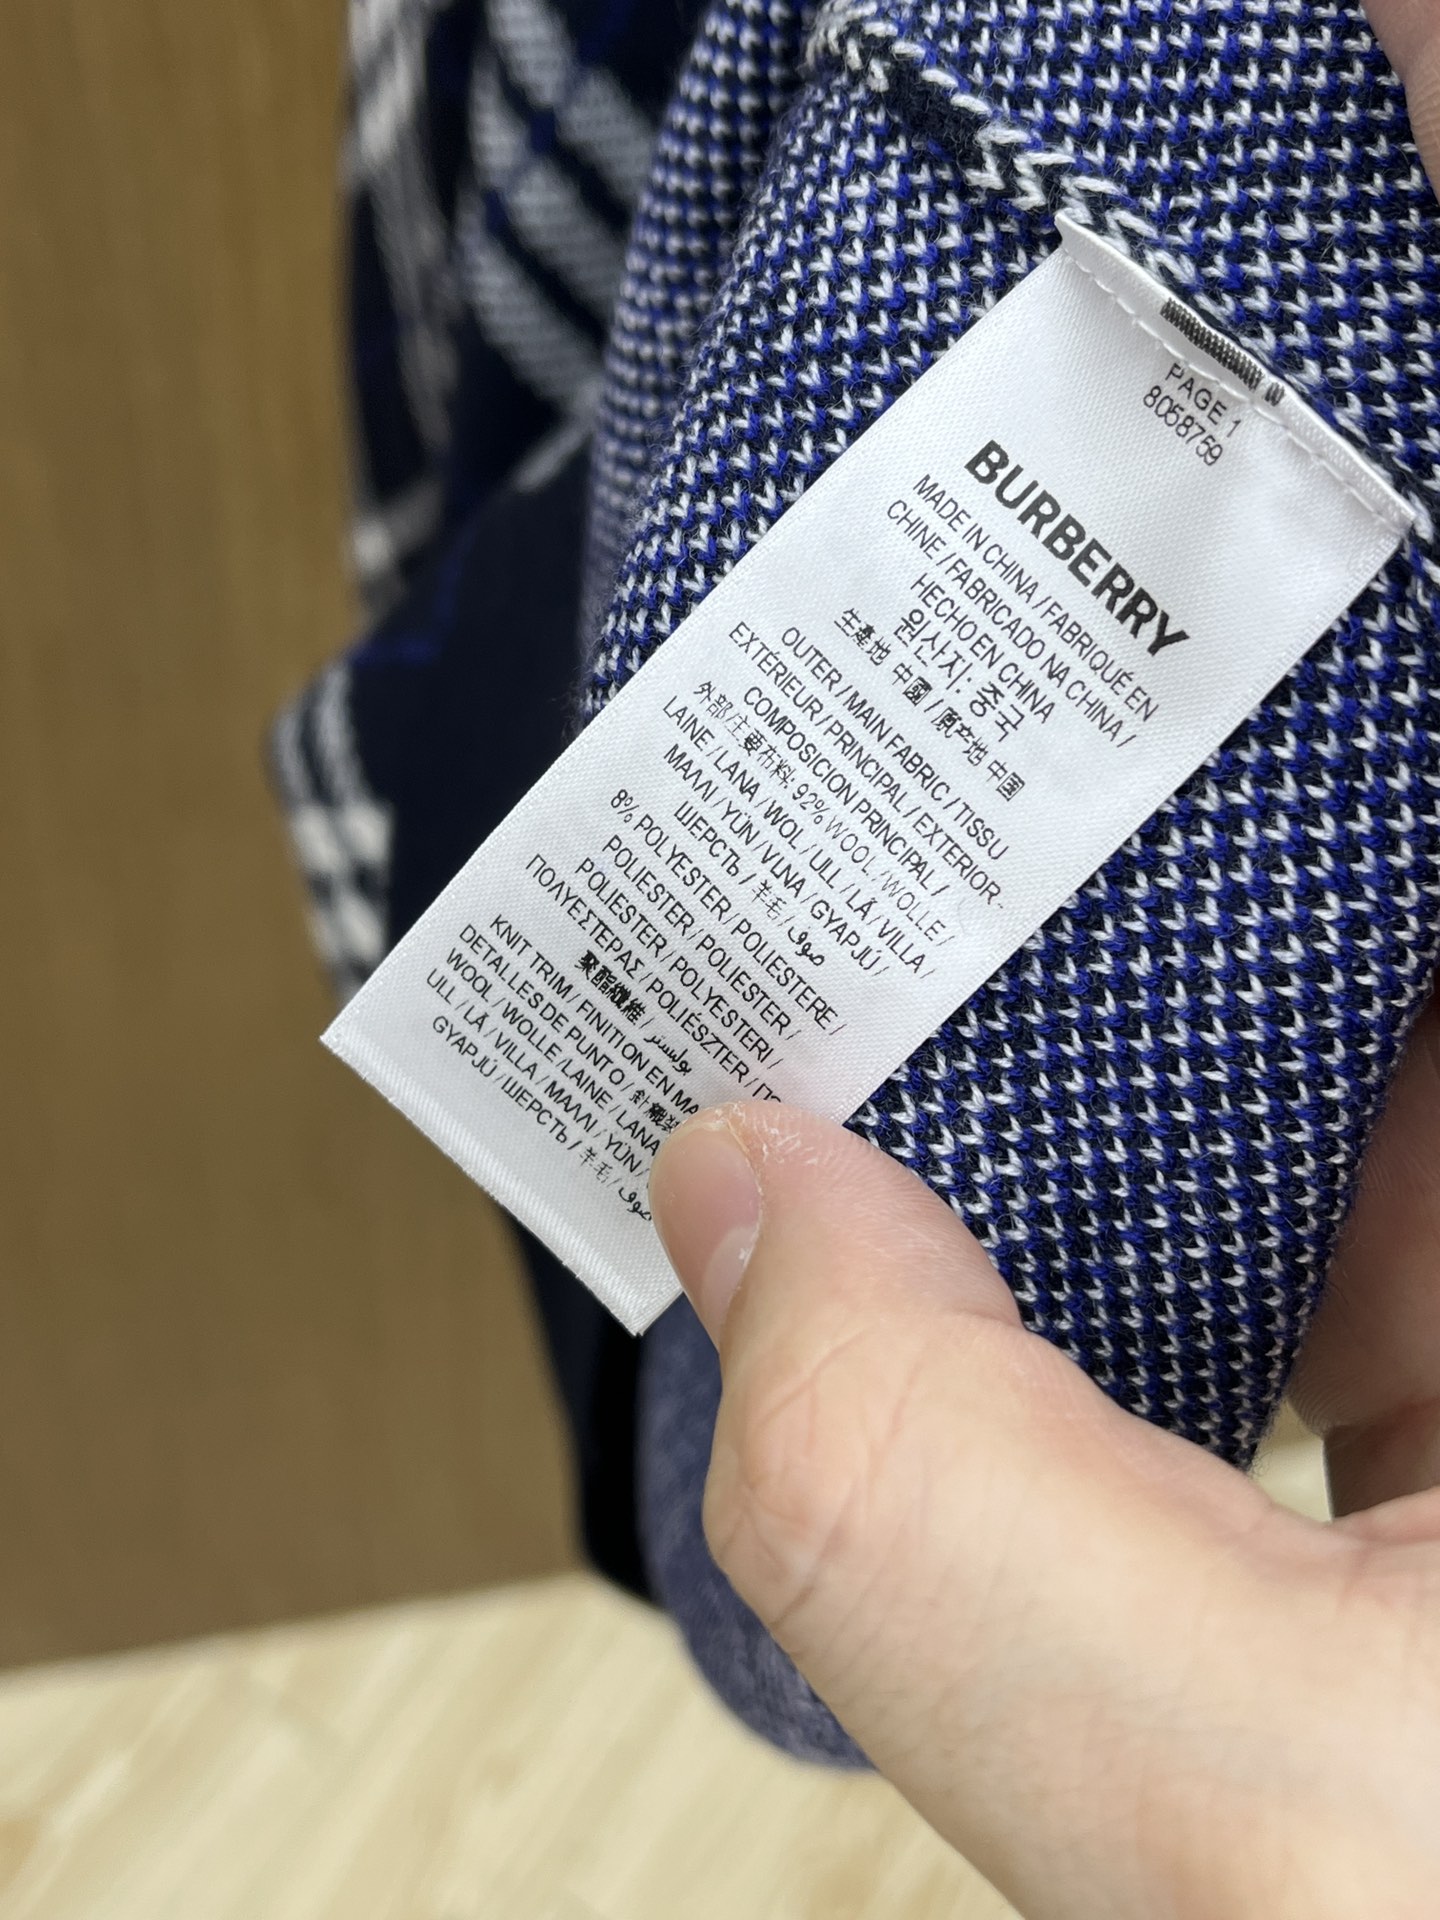 PAGE 1
8058759
BURBERRY
MADE IN CHINA / FABRIQUÉ EN
CHINE / FABRICADO NA CHINA /
HECHO EN CHINA
원산지: 중국
生產地 中國 / 原产地 中国
OUTER / MAIN FABRIC / TISSU
EXTÉRIEUR / PRINCIPAL / EXTERIOR -
COMPOSICION PRINCIPAL /
外部/主要布料: 92% WOOL / WOLLE /
LAINE / LANA / WOL / ULL / LÃ / VILLA /
ΜΑΛΛΙ / YÜN / VLNA / GYAPJÚ /
ШЕРСТЬ / 羊毛 / صوف
8% POLYESTER / POLIESTERE /
POLIESTER / POLIESTER /
POLIESTER / POLYESTERI /
ΠΟΛΥΕΣΤΕΡΑΣ / POLIÉSZTER / ПО
聚酯纖維 / بوليستر
KNIT TRIM / FINITION EN MA
DETALLES DE PUNTO / 針織
WOOL / WOLLE / LAINE / LANA
ULL / LÃ / VILLA / ΜΑΛΛΙ / YÜN /
GYAPJÚ / ШЕРСТЬ / 羊毛 / صوف